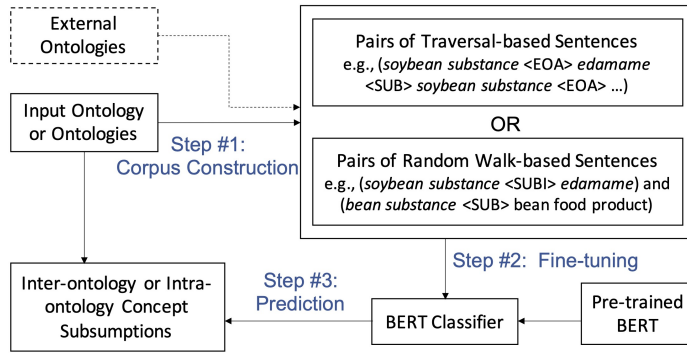 External
Ontologies
Input Ontology
or Ontologies
Step #1:
Corpus Construction
Pairs of Traversal-based Sentences
e.g., (soybean substance <EOA> edamame
<SUB> soybean substance <EOA> ...)
OR
Pairs of Random Walk-based Sentences
e.g., (soybean substance <SUBI> edamame) and
(bean substance <SUB> bean food product)
Step #2: Fine-tuning
Inter-ontology or Intra-
ontology Concept
Subsumptions
Step #3:
Prediction
BERT Classifier
Pre-trained
BERT